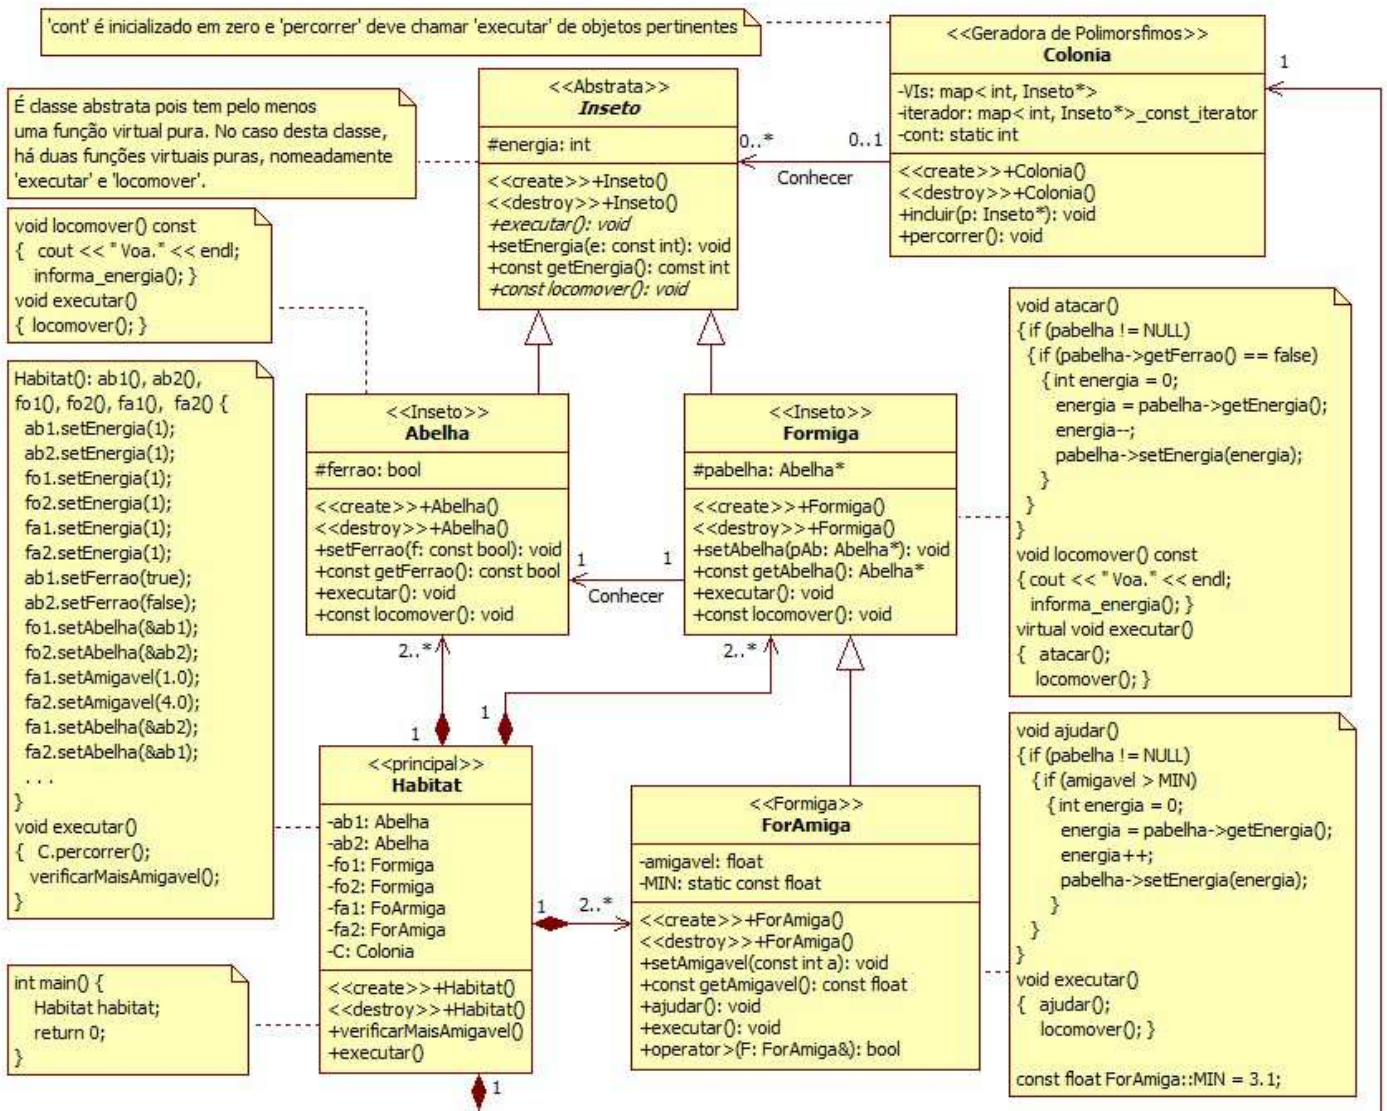 'cont' é inicializado em zero e 'percorrer' deve chamar 'executar' de objetos pertinentes
<<Geradora de Polimorsfimos>>
Colonia
-VIs: map< int, Inseto*>
-iterador: map< int, Inseto*>_const_iterator
-cont: static int
<<create>>+Colonia()
<<destroy>>+Colonia()
+incluir(p: Inseto*): void
+percorrer(): void
1
É classe abstrata pois tem pelo menos
uma função virtual pura. No caso desta classe,
há duas funções virtuais puras, nomeadamente
'executar' e 'locomover'.
<<Abstrata>>
Inseto
#energia: int
<<create>>+Inseto()
<<destroy>>+Inseto()
+executar(): void
+setEnergia(e: const int): void
+const getEnergia(): comst int
+const locomover(): void
0..*
0..1
Conhecer
void locomover() const
{ cout << " Voa." << endl;
informa_energia(); }
void executar()
{ locomover(); }
Habitat(): ab1(), ab2(),
fo1(), fo2(), fa1(), fa2() {
ab1.setEnergia(1);
ab2.setEnergia(1);
fo1.setEnergia(1);
fo2.setEnergia(1);
fa1.setEnergia(1);
fa2.setEnergia(1);
ab1.setFerrao(true);
ab2.setFerrao(false);
fo1.setAbelha(&ab1);
fo2.setAbelha(&ab2);
fa1.setAmigavel(1.0);
fa2.setAmigavel(4.0);
fa1.setAbelha(&ab2);
fa2.setAbelha(&ab1);
. . .
}
void executar()
{ C.percorrer();
verificarMaisAmigavel();
}
<<Inseto>>
Abelha
#ferrao: bool
<<create>>+Abelha()
<<destroy>>+Abelha()
+setFerrao(f: const bool): void
+const getFerrao(): const bool
+executar(): void
+const locomover(): void
1
1
Conhecer
<<Inseto>>
Formiga
#pabelha: Abelha*
<<create>>+Formiga()
<<destroy>>+Formiga()
+setAbelha(pAb: Abelha*): void
+const getAbelha(): Abelha*
+executar(): void
+const locomover(): void
void atacar()
{ if (pabelha != NULL)
{ if (pabelha->getFerrao() == false)
{ int energia = 0;
energia = pabelha->getEnergia();
energia--;
pabelha->setEnergia(energia);
}
}
}
void locomover() const
{ cout << " Voa." << endl;
informa_energia(); }
virtual void executar()
{ atacar();
locomover(); }
2..*
2..*
1
1
<<principal>>
Habitat
-ab1: Abelha
-ab2: Abelha
-fo1: Formiga
-fo2: Formiga
-fa1: FoArmiga
-fa2: ForAmiga
-C: Colonia
<<create>>+Habitat()
<<destroy>>+Habitat()
+verificarMaisAmigavel()
+executar()
1
2..*
1
<<Formiga>>
ForAmiga
-amigavel: float
-MIN: static const float
<<create>>+ForAmiga()
<<destroy>>+ForAmiga()
+setAmigavel(const int a): void
+const getAmigavel(): const float
+ajudar(): void
+executar(): void
+operator>(F: ForAmiga&): bool
void ajudar()
{ if (pabelha != NULL)
{ if (amigavel > MIN)
{ int energia = 0;
energia = pabelha->getEnergia();
energia++;
pabelha->setEnergia(energia);
}
}
}
void executar()
{ ajudar();
locomover(); }
const float ForAmiga::MIN = 3.1;
int main() {
Habitat habitat;
return 0;
}